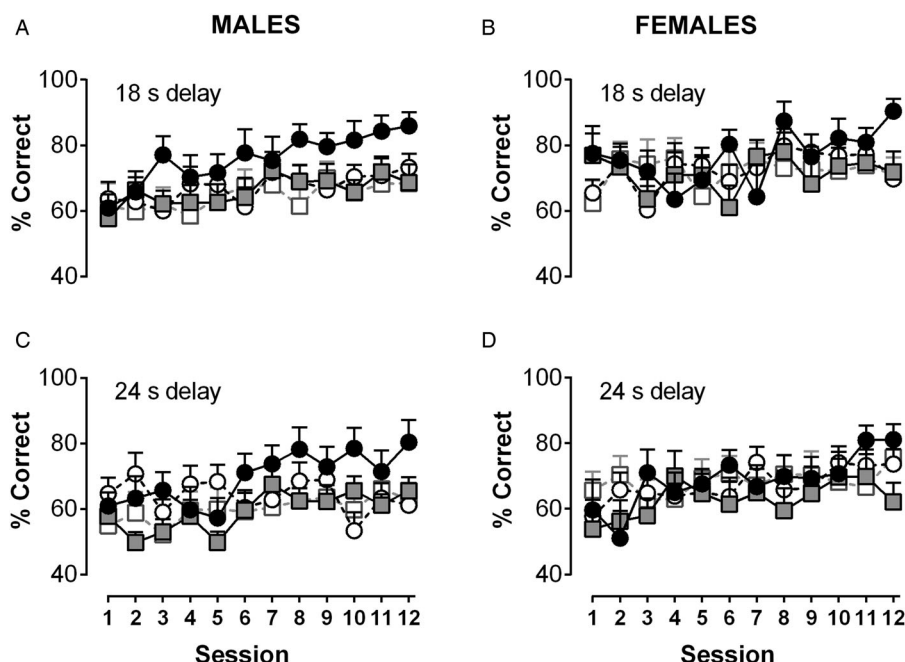 A
MALES
B
FEMALES
18 s delay
100
80
60
40
% Correct
18 s delay
100
80
60
40
% Correct
C
D
24 s delay
100
80
60
40
% Correct
1 2 3 4 5 6 7 8 9 10 11 12
Session
24 s delay
100
80
60
40
% Correct
1 2 3 4 5 6 7 8 9 10 11 12
Session